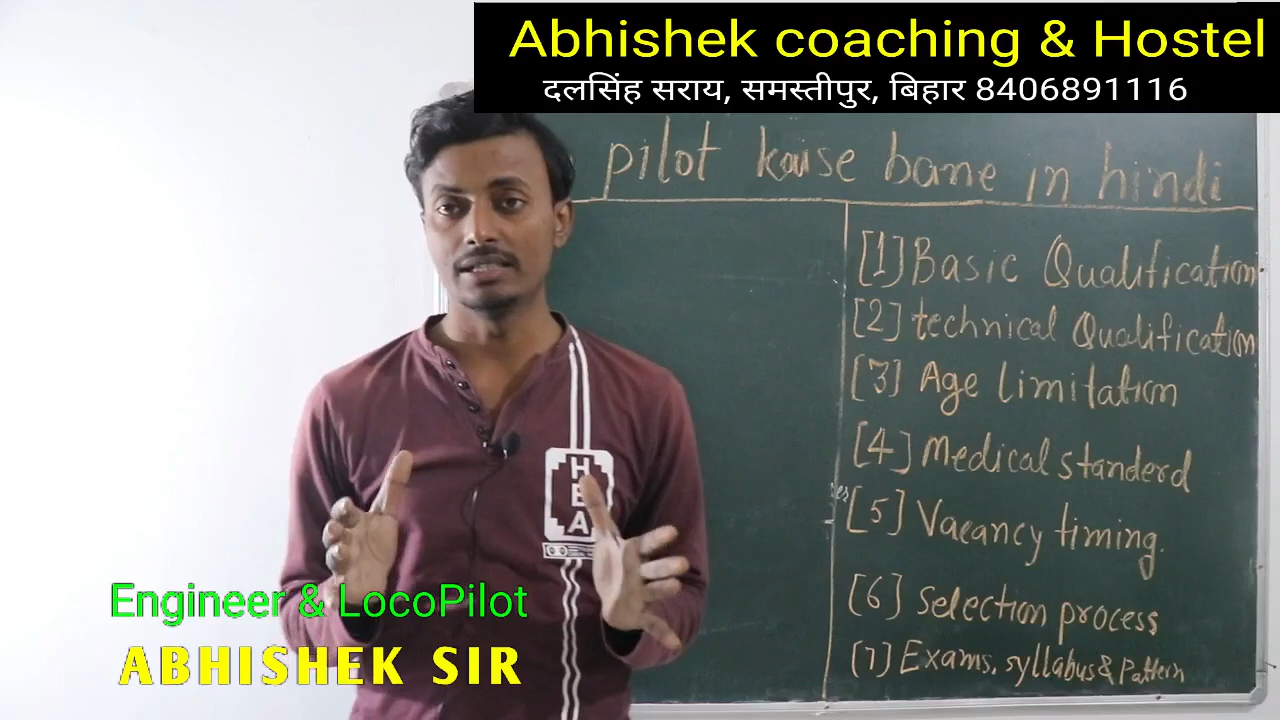 Abhishek coaching & Hostel
दलसिंह सराय, समस्तीपुर, बिहार 8406891116
pilot kaise bane in hindi
[1] Basic Qualification
[2] technical Qualification
[3] Age limitation
[4] Medical standerd
[5] Vacancy timing.
[6] selection process
[7] Exams, syllabus & Pattern
HEA
Engineer & LocoPilot
ABHISHEK SIR